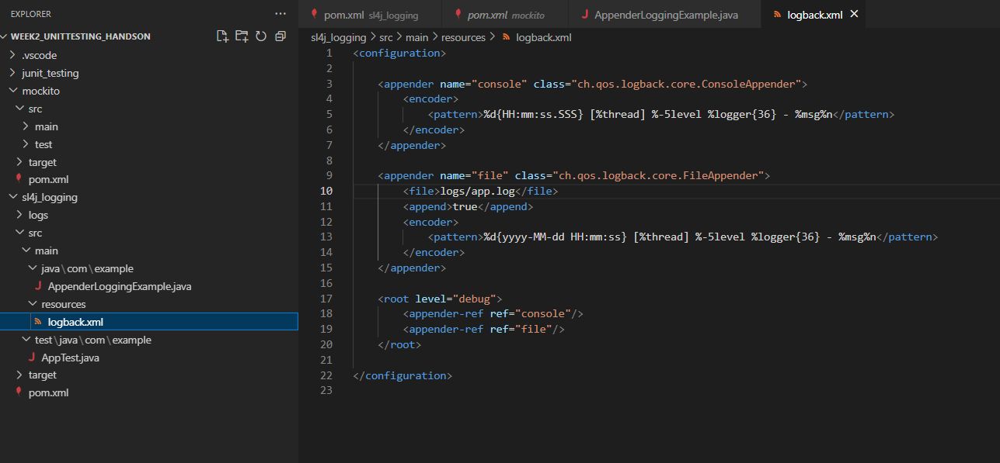 EXPLORER
WEEK2_UNITTESTING_HANDSON
.vscode
junit_testing
mockito
src
main
test
target
pom.xml
sl4j_logging
logs
src
main
java\com\example
AppenderLoggingExample.java
resources
logback.xml
test\java\com\example
AppTest.java
target
pom.xml
pom.xml sl4j_logging
pom.xml mockito
AppenderLoggingExample.java
logback.xml
sl4j_logging > src > main > resources > logback.xml
1 <configuration>
2
3 <appender name="console" class="ch.qos.logback.core.ConsoleAppender">
4 <encoder>
5 <pattern>%d{HH:mm:ss.SSS} [%thread] %-5level %logger{36} - %msg%n</pattern>
6 </encoder>
7 </appender>
8
9 <appender name="file" class="ch.qos.logback.core.FileAppender">
10 <file>logs/app.log</file>
11 <append>true</append>
12 <encoder>
13 <pattern>%d{yyyy-MM-dd HH:mm:ss} [%thread] %-5level %logger{36} - %msg%n</pattern>
14 </encoder>
15 </appender>
16
17 <root level="debug">
18 <appender-ref ref="console"/>
19 <appender-ref ref="file"/>
20 </root>
21
22 </configuration>
23